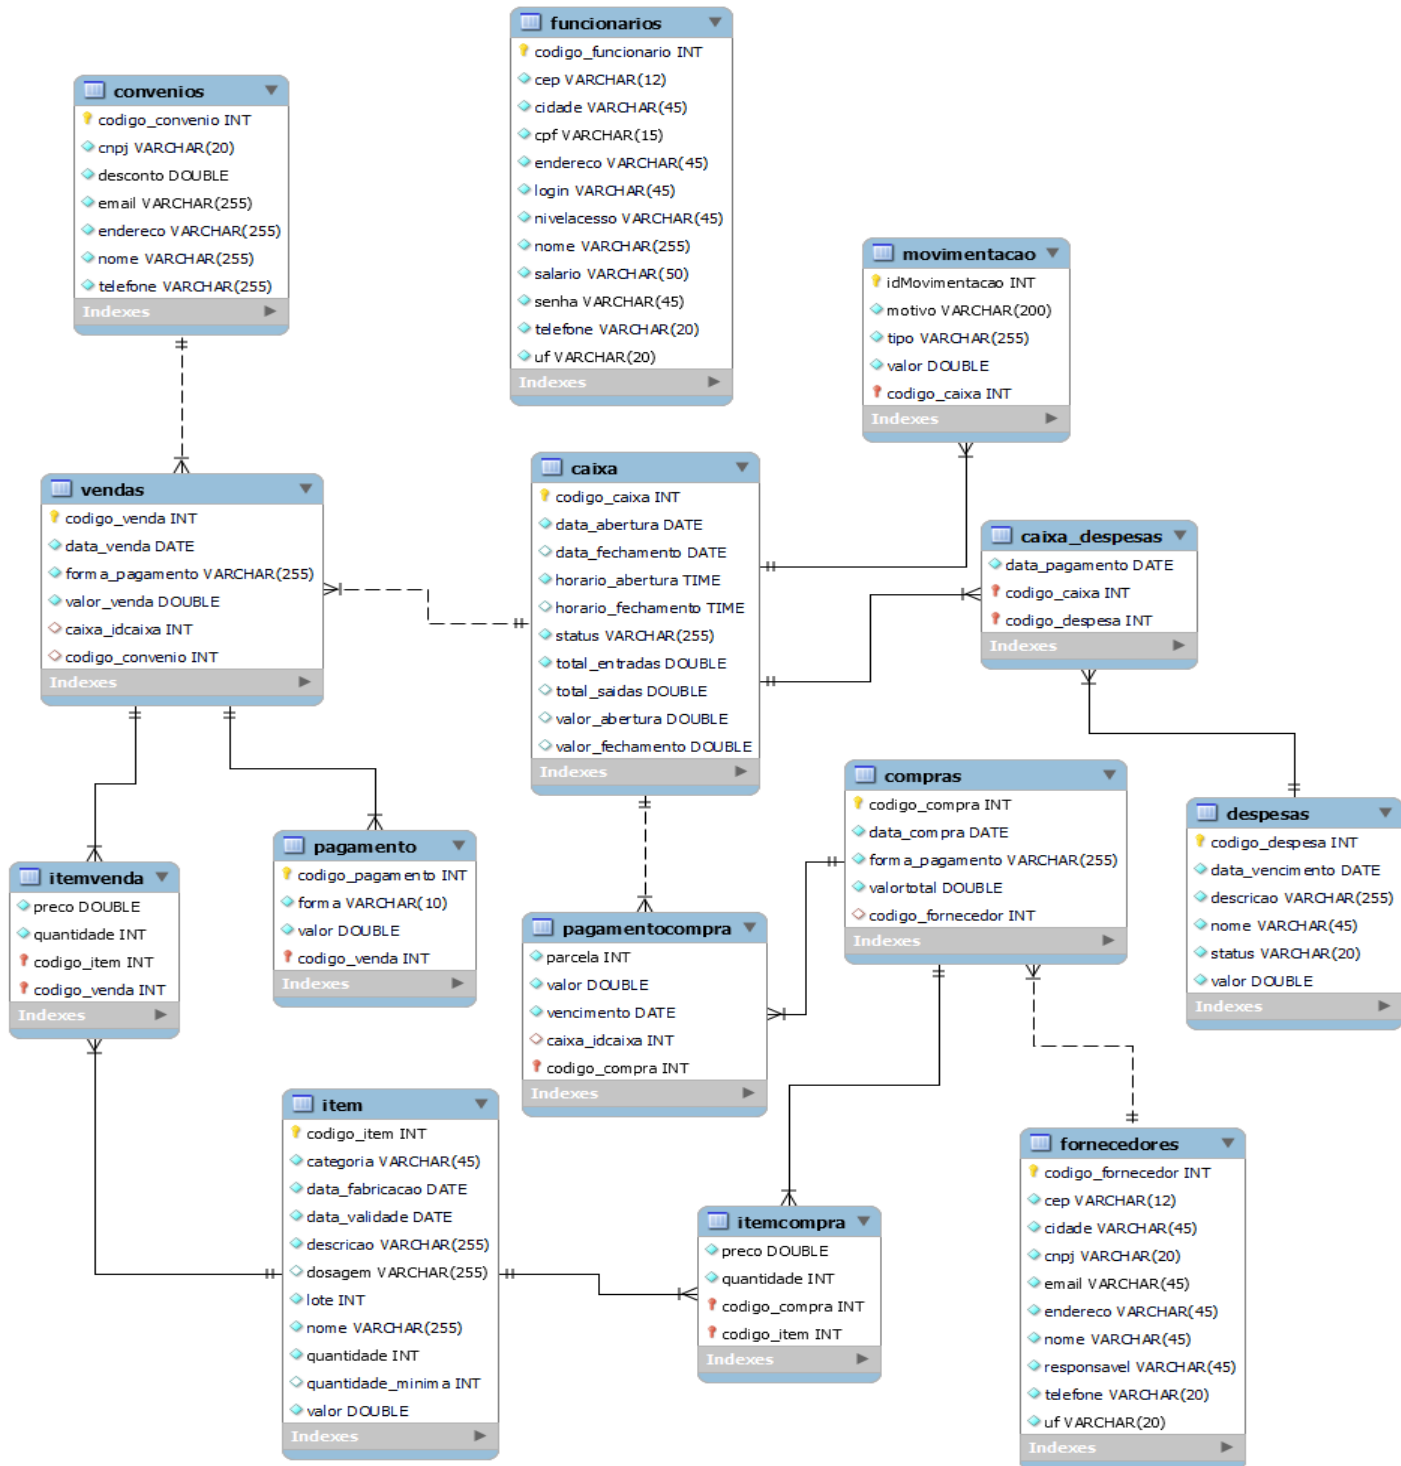 funcionarios
codigo_funcionario INT
cep VARCHAR(12)
cidade VARCHAR(45)
cpf VARCHAR(15)
endereco VARCHAR(45)
login VARCHAR(45)
nivelacesso VARCHAR(45)
nome VARCHAR(255)
salario VARCHAR(50)
senha VARCHAR(45)
telefone VARCHAR(20)
uf VARCHAR(20)
Indexes
convenios
codigo_convenio INT
cnpj VARCHAR(20)
desconto DOUBLE
email VARCHAR(255)
endereco VARCHAR(255)
nome VARCHAR(255)
telefone VARCHAR(255)
Indexes
movimentacao
idMovimentacao INT
motivo VARCHAR(200)
tipo VARCHAR(255)
valor DOUBLE
codigo_caixa INT
Indexes
vendas
codigo_venda INT
data_venda DATE
forma_pagamento VARCHAR(255)
valor_venda DOUBLE
caixa_idcaixa INT
codigo_convenio INT
Indexes
caixa
codigo_caixa INT
data_abertura DATE
data_fechamento DATE
horario_abertura TIME
horario_fechamento TIME
status VARCHAR(255)
total_entradas DOUBLE
total_saidas DOUBLE
valor_abertura DOUBLE
valor_fechamento DOUBLE
Indexes
caixa_despesas
data_pagamento DATE
codigo_caixa INT
codigo_despesa INT
Indexes
compras
codigo_compra INT
data_compra DATE
forma_pagamento VARCHAR(255)
valortotal DOUBLE
codigo_fornecedor INT
Indexes
despesas
codigo_despesa INT
data_vencimento DATE
descricao VARCHAR(255)
nome VARCHAR(45)
status VARCHAR(20)
valor DOUBLE
Indexes
itemvenda
preco DOUBLE
quantidade INT
codigo_item INT
codigo_venda INT
Indexes
pagamento
codigo_pagamento INT
forma VARCHAR(10)
valor DOUBLE
codigo_venda INT
Indexes
pagamentocompra
parcela INT
valor DOUBLE
vencimento DATE
caixa_idcaixa INT
codigo_compra INT
Indexes
item
codigo_item INT
categoria VARCHAR(45)
data_fabricacao DATE
data_validade DATE
descricao VARCHAR(255)
dosagem VARCHAR(255)
lote INT
nome VARCHAR(255)
quantidade INT
quantidade_minima INT
valor DOUBLE
Indexes
itemcompra
preco DOUBLE
quantidade INT
codigo_compra INT
codigo_item INT
Indexes
fornecedores
codigo_fornecedor INT
cep VARCHAR(12)
cidade VARCHAR(45)
cnpj VARCHAR(20)
email VARCHAR(45)
endereco VARCHAR(45)
nome VARCHAR(45)
responsavel VARCHAR(45)
telefone VARCHAR(20)
uf VARCHAR(20)
Indexes